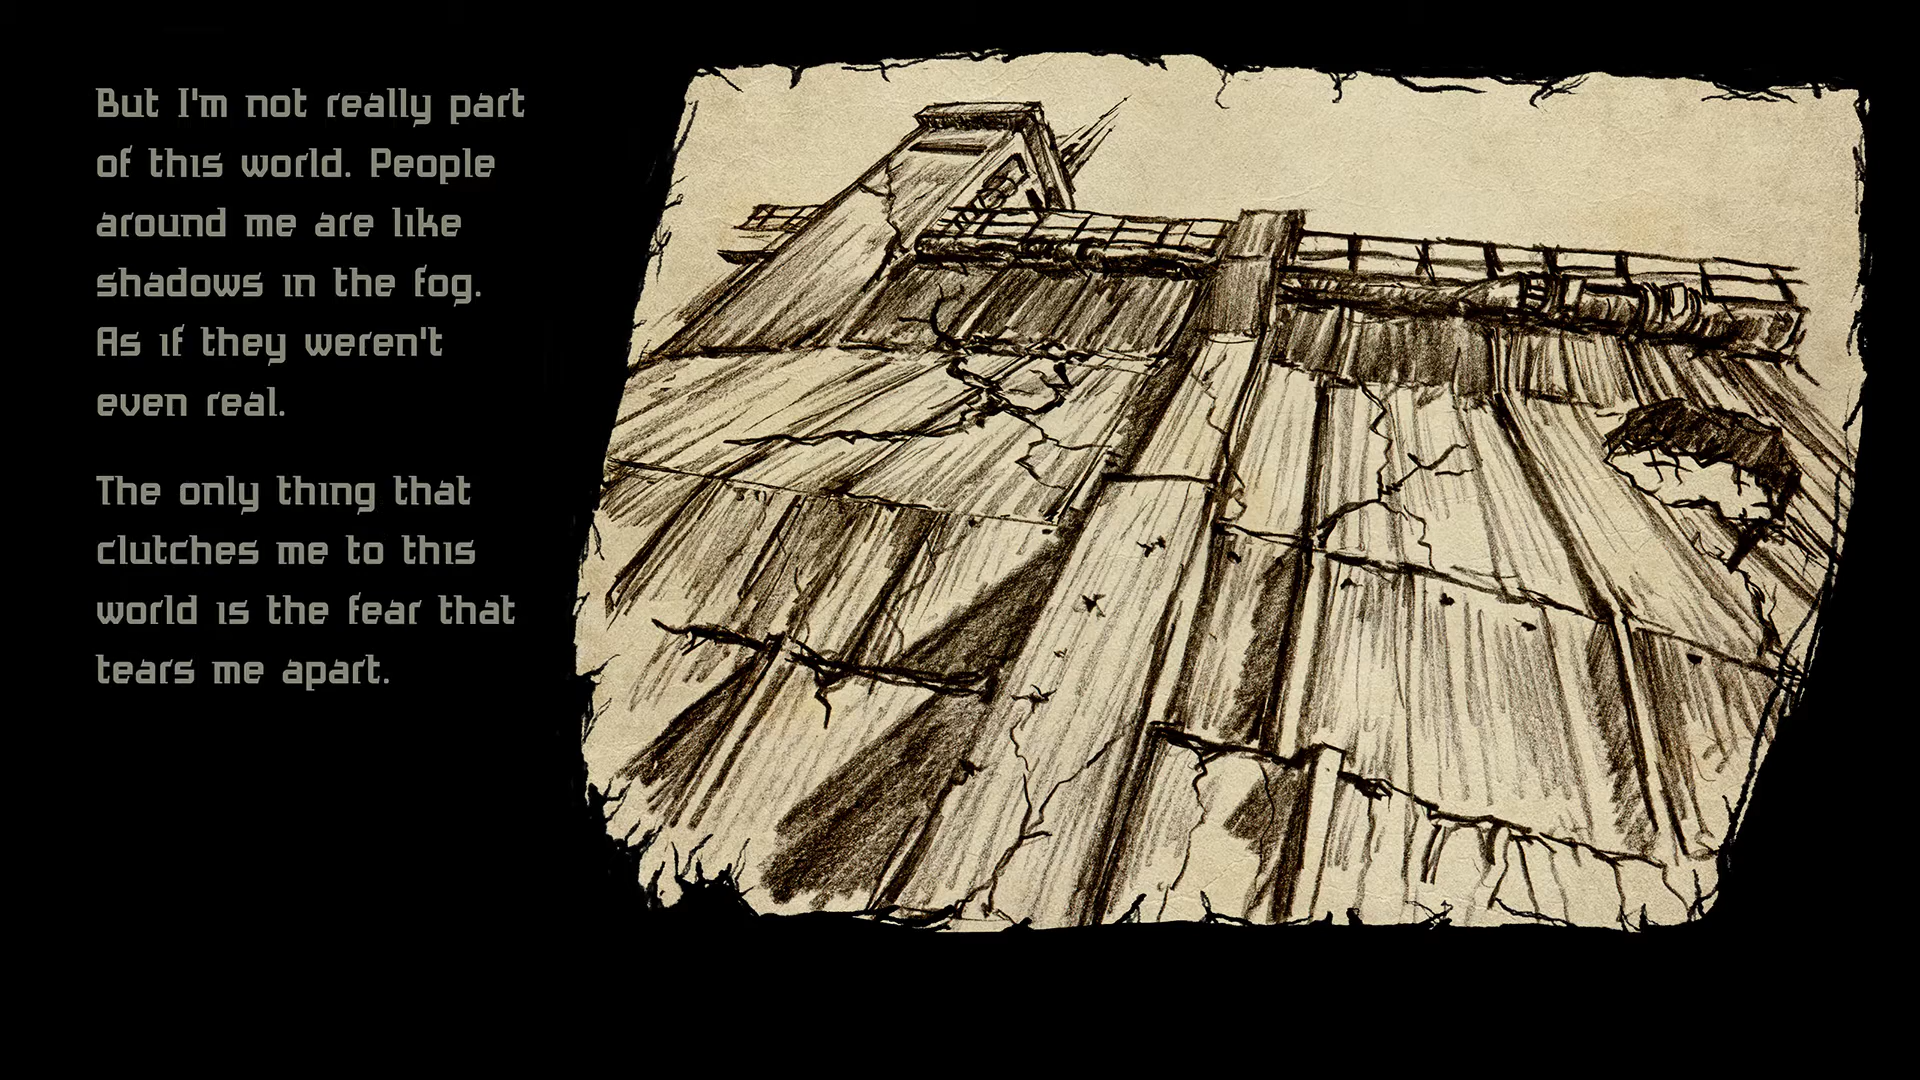 But I'm not really part
of this world. People
around me are like
shadows in the fog.
As if they weren't
even real.
The only thing that
clutches me to this
world is the fear that
tears me apart.